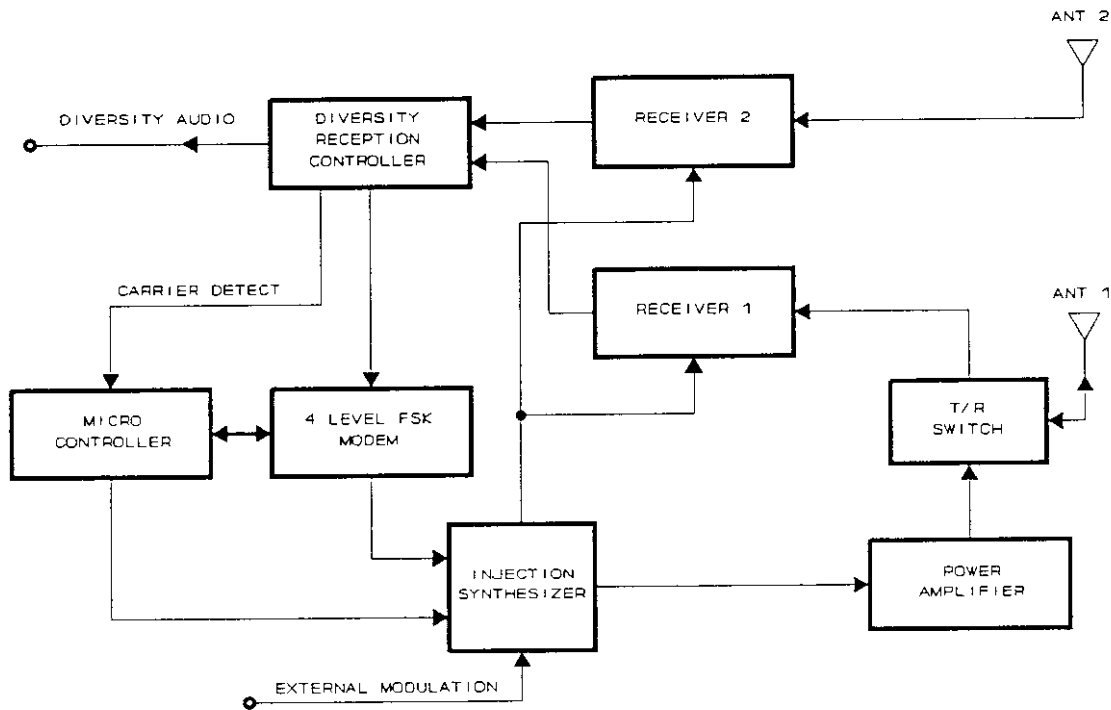 ANT 2
DIVERSITY AUDIO
DIVERSITY
RECEPTION
CONTROLLER
RECEIVER 2
CARRIER DETECT
RECEIVER 1
ANT 1
MICRO
CONTROLLER
4 LEVEL FSK
MODEM
T/R
SWITCH
INJECTION
SYNTHESIZER
POWER
AMPLIFIER
EXTERNAL MODULATION